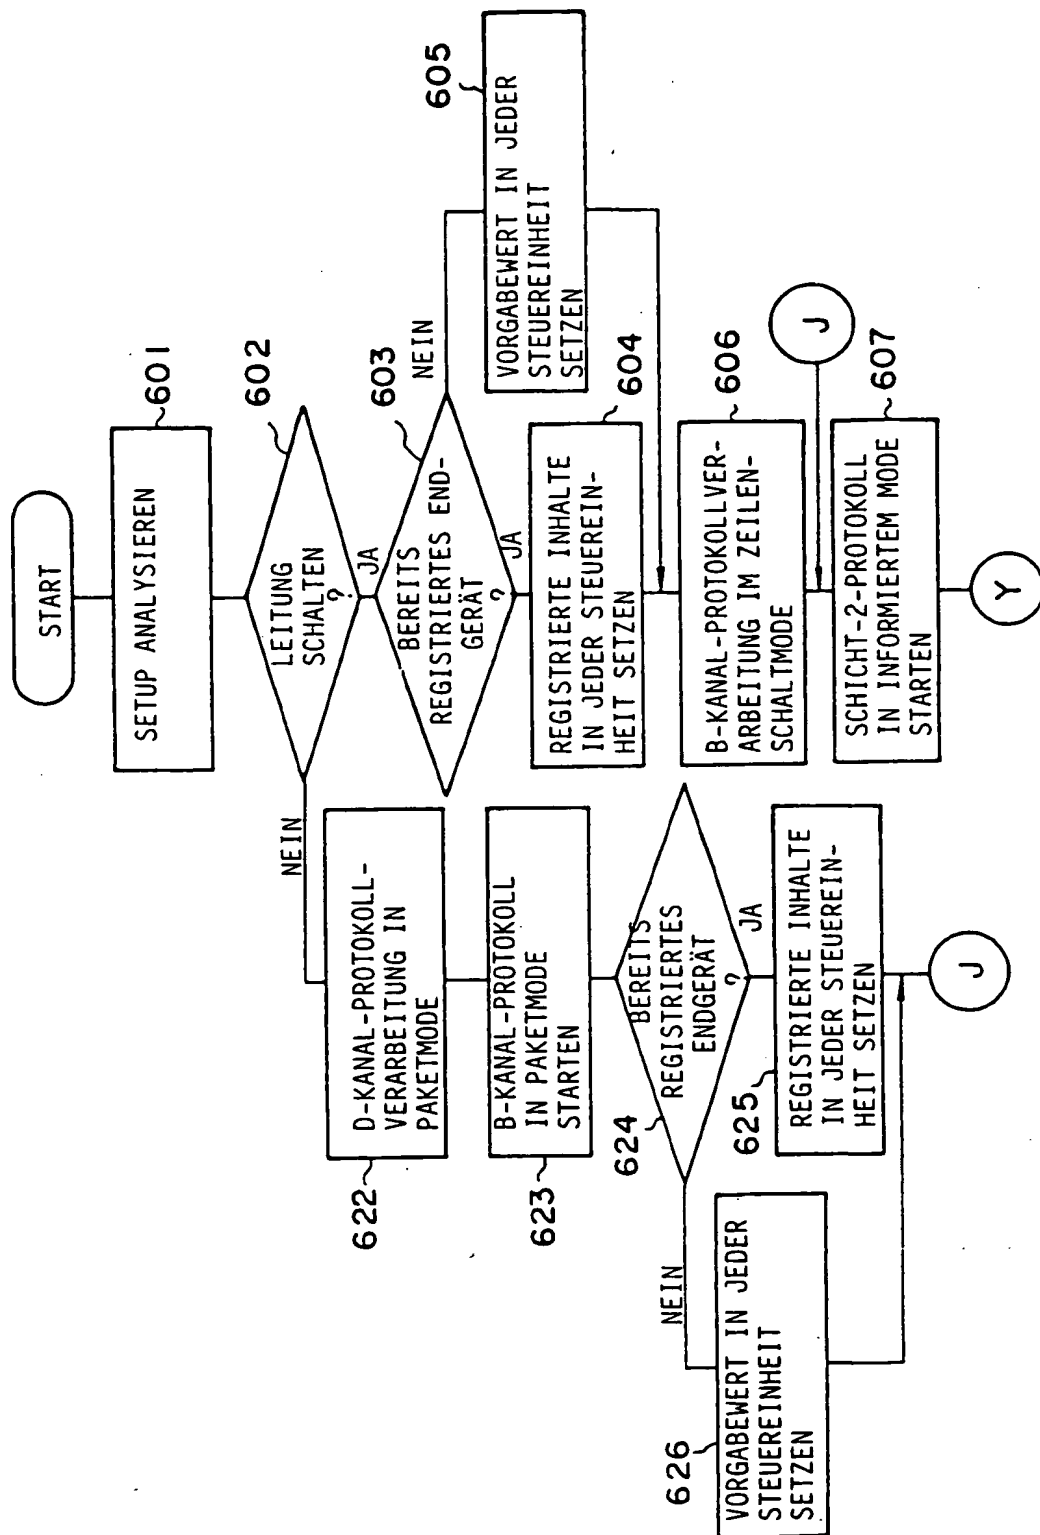 START
SETUP ANALYSIEREN
601
LEITUNG
SCHALTEN
?
602
JA
NEIN
BEREITS
REGISTRIERTES END-
GERÄT
?
603
JA
NEIN
REGISTRIERTE INHALTE
IN JEDER STEUEREIN-
HEIT SETZEN
604
VORGABEWERT IN JEDER
STEUEREINHEIT
SETZEN
605
B-KANAL-PROTOKOLLVER-
ARBEITUNG IM ZEILEN-
SCHALTMODE
606
J
SCHICHT-2-PROTOKOLL
IN INFORMIERTEM MODE
STARTEN
607
Y
D-KANAL-PROTOKOLL-
VERARBEITUNG IN
PAKETMODE
622
B-KANAL-PROTOKOLL
IN PAKETMODE
STARTEN
623
BEREITS
REGISTRIERTES
ENDGERÄT
?
624
JA
NEIN
REGISTRIERTE INHALTE
IN JEDER STEUEREIN-
HEIT SETZEN
625
VORGABEWERT IN JEDER
STEUEREINHEIT
SETZEN
626
J